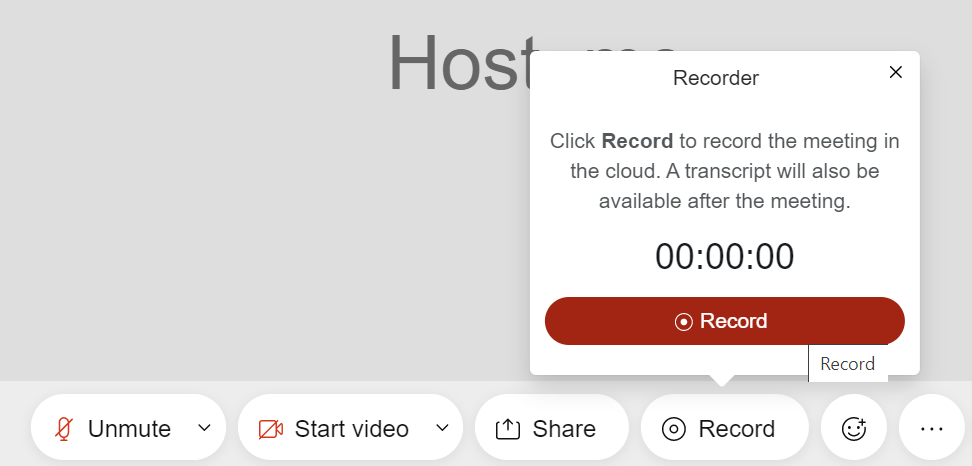 Host
Recorder
Click Record to record the meeting in
the cloud. A transcript will also be
available after the meeting.
00:00:00
Record
Record
Unmute
Start video
Share
Record